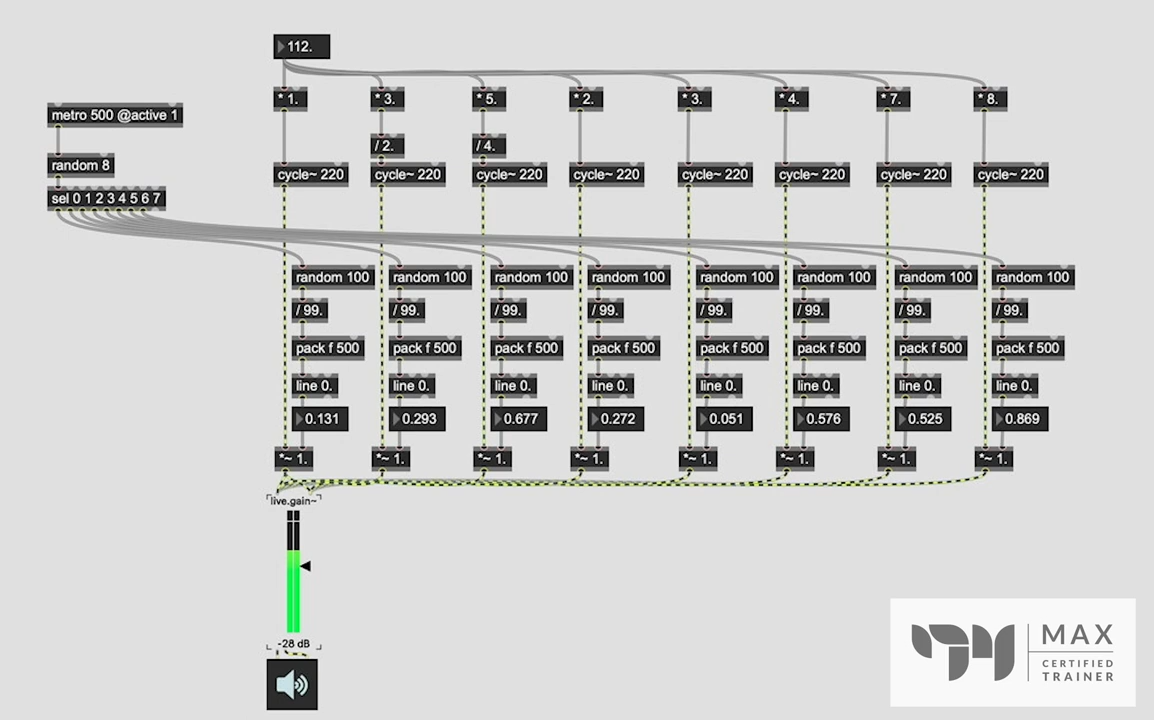 112.
* 1.
* 3.
* 5.
* 2.
* 3.
* 4.
* 7.
* 8.
metro 500 @active 1
/ 2.
/ 4.
random 8
cycle~ 220
cycle~ 220
cycle~ 220
cycle~ 220
cycle~ 220
cycle~ 220
cycle~ 220
cycle~ 220
sel 0 1 2 3 4 5 6 7
random 100
random 100
random 100
random 100
random 100
random 100
random 100
random 100
/ 99.
/ 99.
/ 99.
/ 99.
/ 99.
/ 99.
/ 99.
/ 99.
pack f 500
pack f 500
pack f 500
pack f 500
pack f 500
pack f 500
pack f 500
pack f 500
line 0.
line 0.
line 0.
line 0.
line 0.
line 0.
line 0.
line 0.
0.131
0.293
0.677
0.272
0.051
0.576
0.525
0.869
*~ 1.
*~ 1.
*~ 1.
*~ 1.
*~ 1.
*~ 1.
*~ 1.
*~ 1.
live.gain~
-28 dB
MAX
CERTIFIED
TRAINER